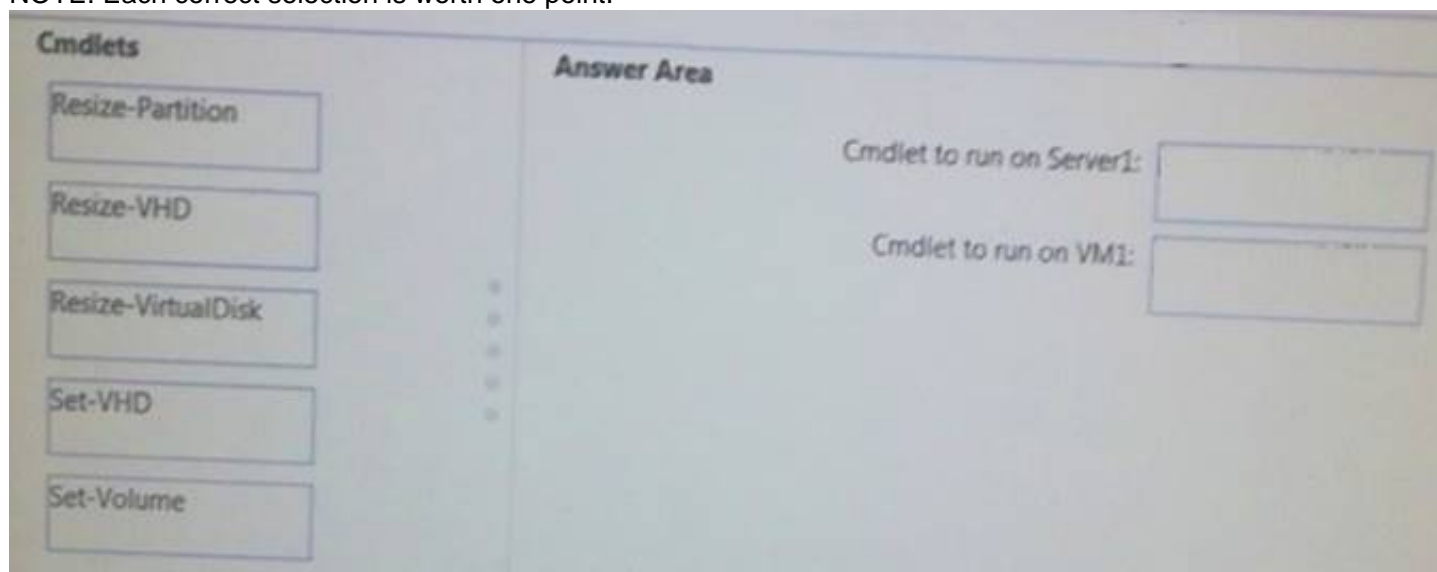 NOTE: Each correct selection is worth one point.
Cmdlets
Answer Area
Resize-Partition
Cmdlet to run on Server1:
Resize-VHD
Cmdlet to run on VM1:
Resize-VirtualDisk
Set-VHD
Set-Volume